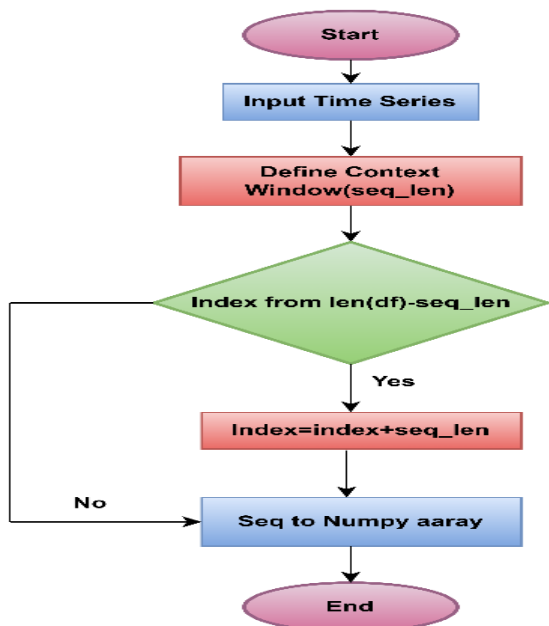 Start
Input Time Series
Define Context
Window(seq_len)
Index from len(df)-seq_len
Yes
Index=index+seq_len
No
Seq to Numpy aaray
End